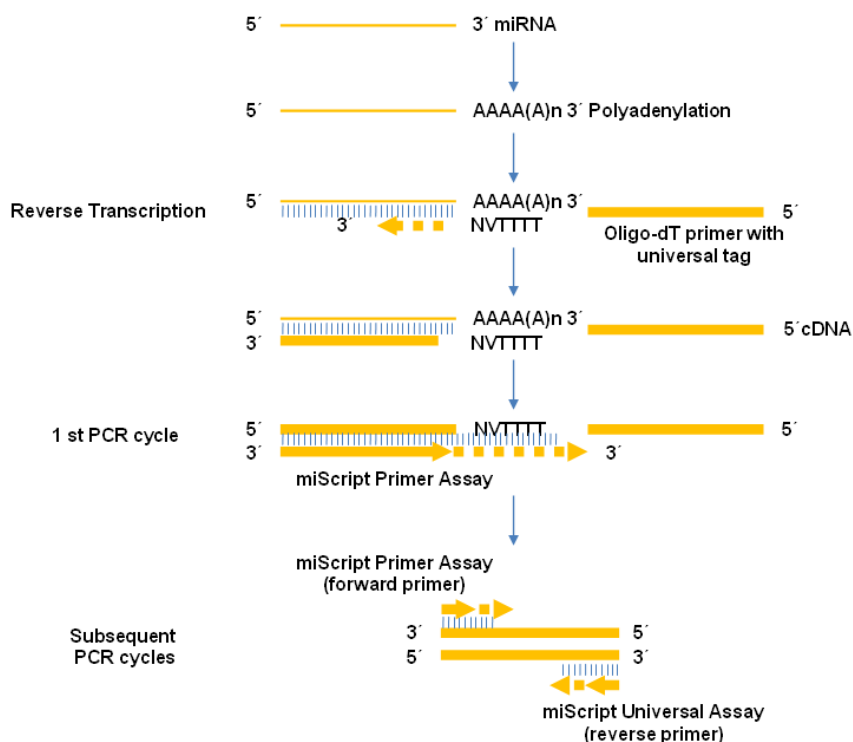 5´ 3´ miRNA
5´ AAAA(A)n 3´ Polyadenylation
Reverse Transcription 5´ AAAA(A)n 3´
3´ NVTTTT 5´
Oligo-dT primer with
universal tag
5´ AAAA(A)n 3´
3´ NVTTTT 5´cDNA
1 st PCR cycle 5´ NVTTTT 5´
3´ 3´
miScript Primer Assay
miScript Primer Assay
(forward primer)
Subsequent
PCR cycles
3´ 5´
5´ 3´
miScript Universal Assay
(reverse primer)